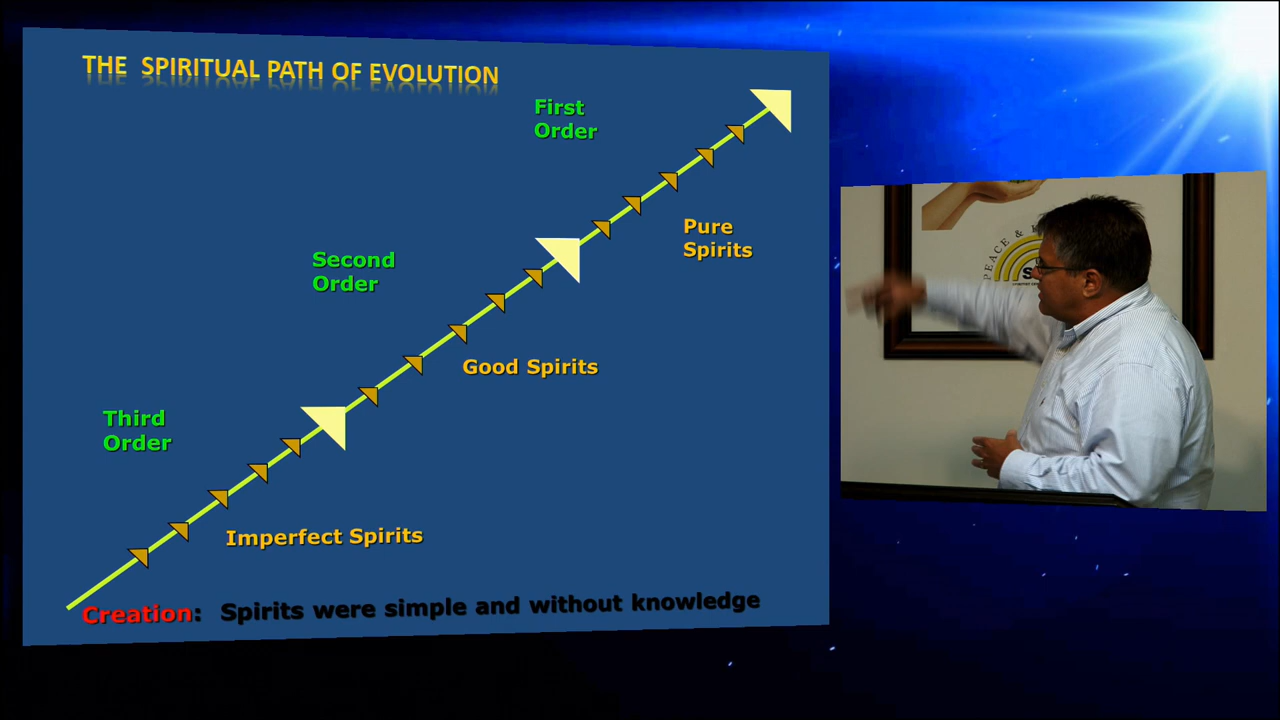 THE SPIRITUAL PATH OF EVOLUTION
First
Order
Pure
Spirits
Second
Order
Good Spirits
Third
Order
Imperfect Spirits
Creation: Spirits were simple and without knowledge
PEACE &